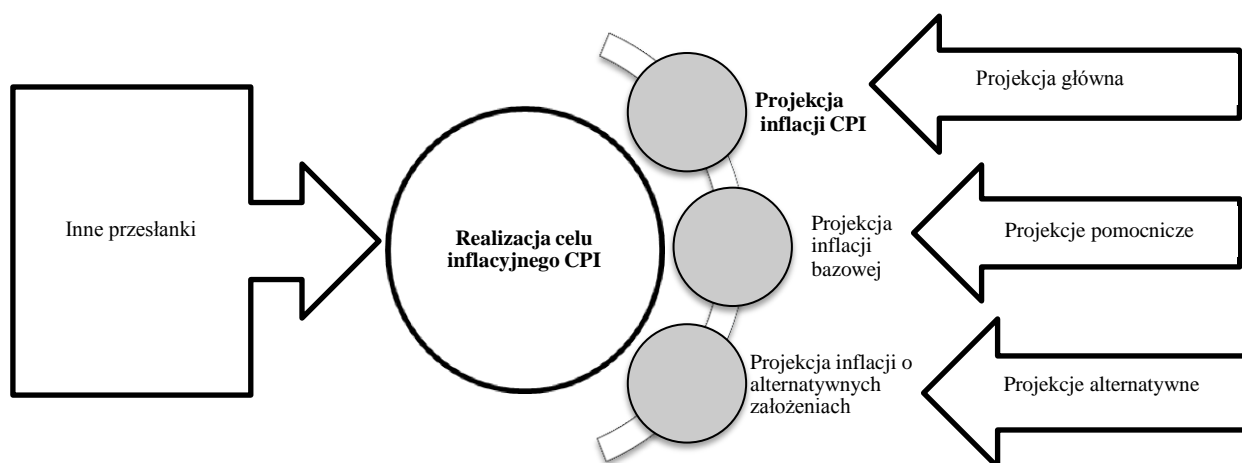 Inne przesłanki
Realizacja celu
inflacyjnego CPI
Projekcja
inflacji CPI
Projekcja główna
Projekcja
inflacji
bazowej
Projekcje pomocnicze
Projekcja inflacji o
alternatywnych
założeniach
Projekcje alternatywne